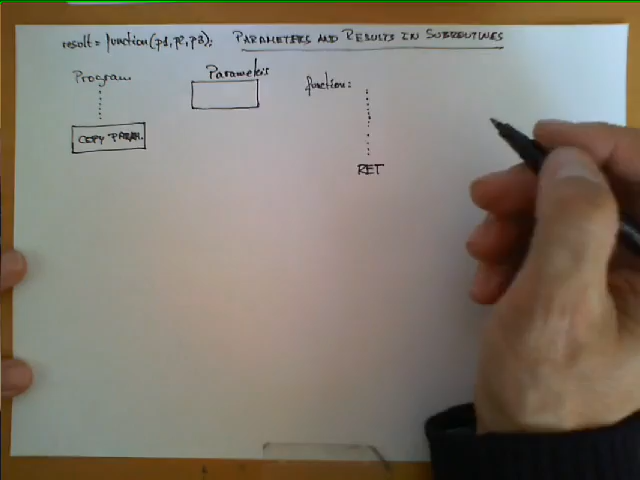 result = function(p1, p2, p3);
PARAMETERS AND RESULTS IN SUBROUTINES
Program
Parameters
function:
COPY PARAM.
RET